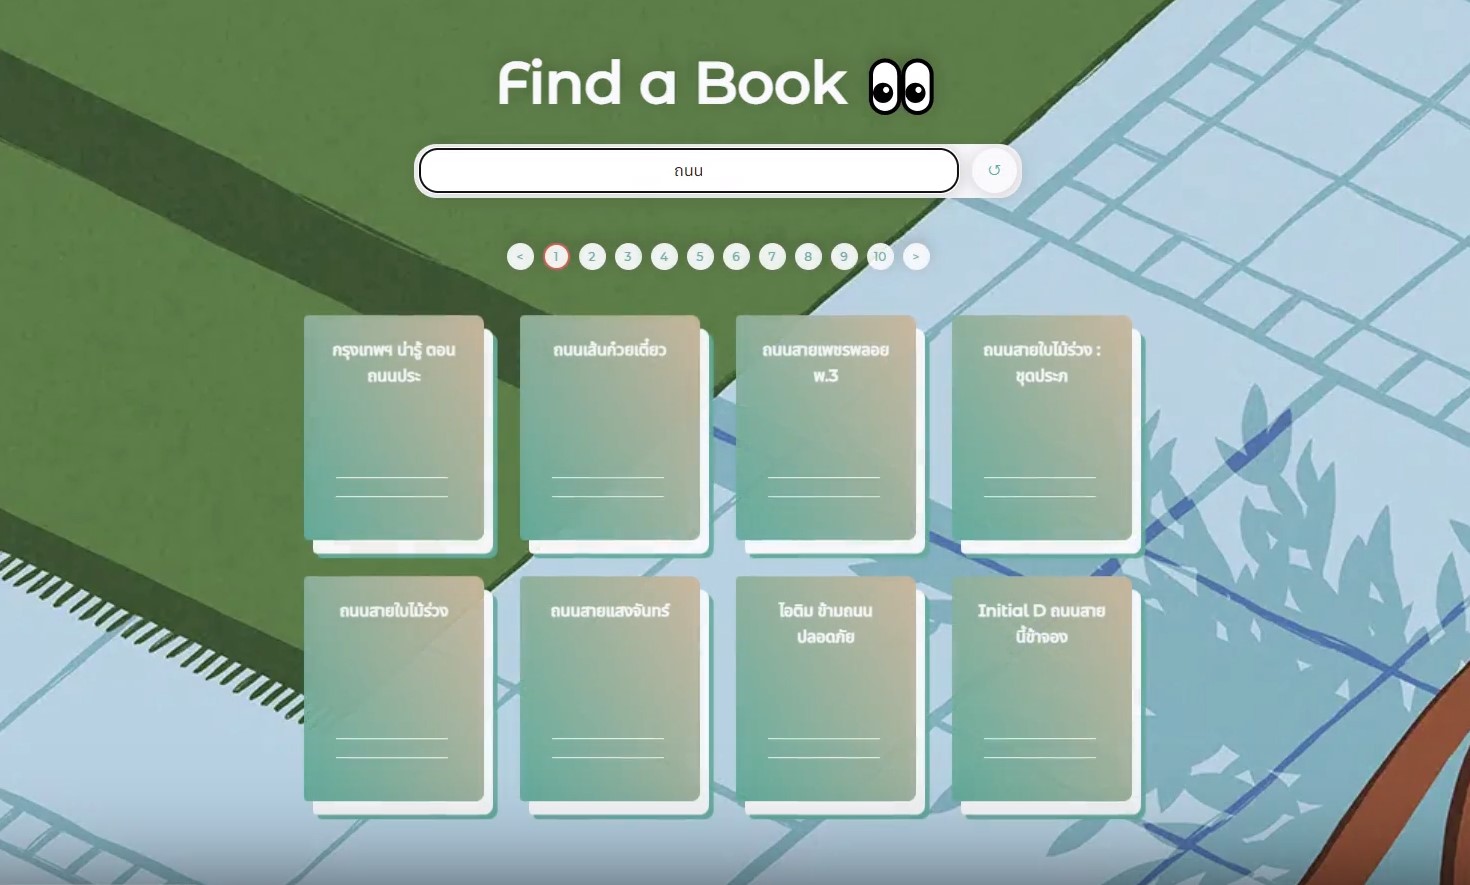 Find a Book 👀
ถนน
↺
< 1 2 3 4 5 6 7 8 9 10 >
กรุงเทพฯ น่ารู้ ตอน
ถนนประ
ถนนเส้นก๋วยเตี๋ยว
ถนนสายเพชรพลอย
พ.3
ถนนสายใบไม้ร่วง :
ชุดประภ
ถนนสายใบไม้ร่วง
ถนนสายแสงจันทร์
ไอติม ข้ามถนน
ปลอดภัย
Initial D ถนนสาย
นี้ข้าจอง